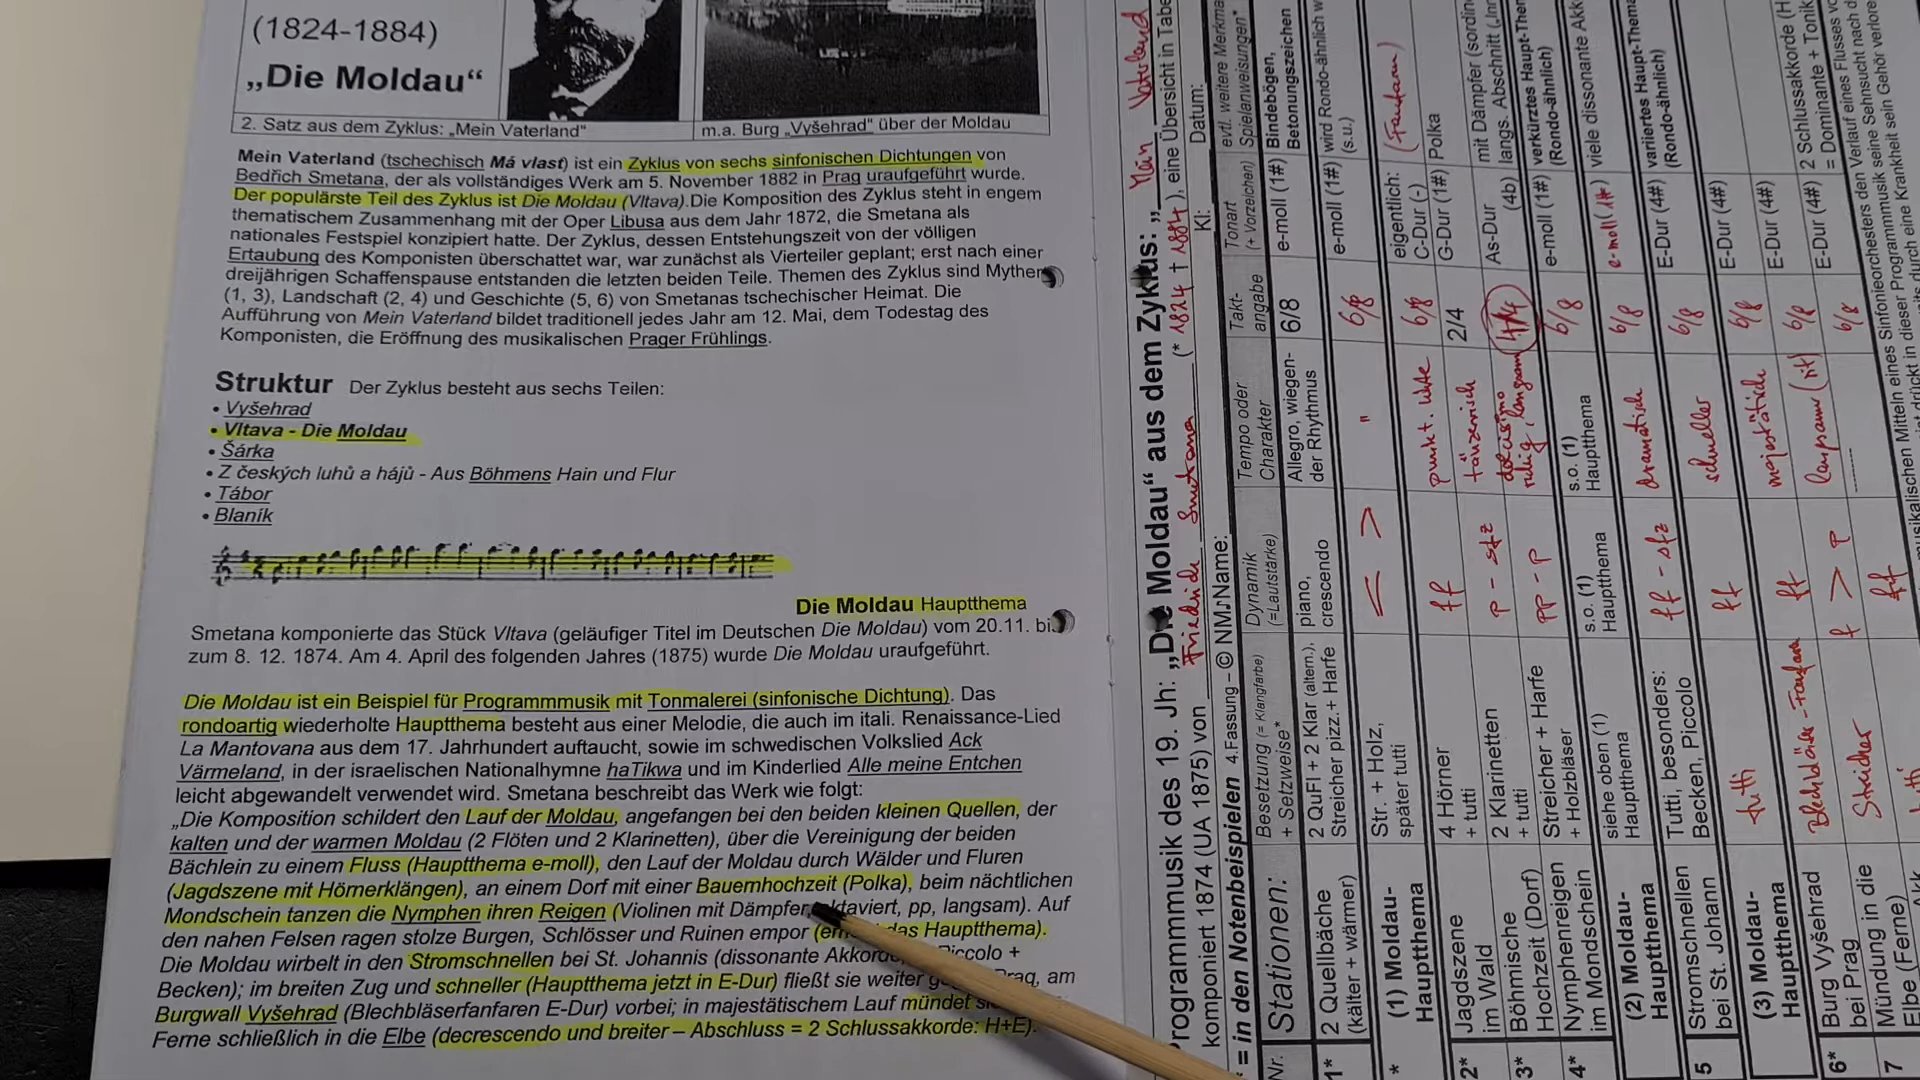 (1824-1884)
„Die Moldau“
2. Satz aus dem Zyklus: „Mein Vaterland“
m.a. Burg „Vyšehrad“ über der Moldau
Mein Vaterland (tschechisch Má vlast) ist ein Zyklus von sechs sinfonischen Dichtungen von
Bedřich Smetana, der als vollständiges Werk am 5. November 1882 in Prag uraufgeführt wurde.
Der populärste Teil des Zyklus ist Die Moldau (Vltava).Die Komposition des Zyklus steht in engem
thematischem Zusammenhang mit der Oper Libusa aus dem Jahr 1872, die Smetana als
nationales Festspiel konzipiert hatte. Der Zyklus, dessen Entstehungszeit von der völligen
Ertaubung des Komponisten überschattet war, war zunächst als Vierteiler geplant; erst nach einer
dreijährigen Schaffenspause entstanden die letzten beiden Teile. Themen des Zyklus sind Mythen
(1, 3), Landschaft (2, 4) und Geschichte (5, 6) von Smetanas tschechischer Heimat. Die
Aufführung von Mein Vaterland bildet traditionell jedes Jahr am 12. Mai, dem Todestag des
Komponisten, die Eröffnung des musikalischen Prager Frühlings.
Struktur Der Zyklus besteht aus sechs Teilen:
• Vyšehrad
• Vltava - Die Moldau
• Šárka
• Z českých luhů a hájů - Aus Böhmens Hain und Flur
• Tábor
• Blaník
Die Moldau Hauptthema
Smetana komponierte das Stück Vltava (geläufiger Titel im Deutschen Die Moldau) vom 20.11. bis
zum 8. 12. 1874. Am 4. April des folgenden Jahres (1875) wurde Die Moldau uraufgeführt.
Die Moldau ist ein Beispiel für Programmmusik mit Tonmalerei (sinfonische Dichtung). Das
rondoartig wiederholte Hauptthema besteht aus einer Melodie, die auch im itali. Renaissance-Lied
La Mantovana aus dem 17. Jahrhundert auftaucht, sowie im schwedischen Volkslied Ack
Värmeland, in der israelischen Nationalhymne haTikwa und im Kinderlied Alle meine Entchen
leicht abgewandelt verwendet wird. Smetana beschreibt das Werk wie folgt:
„Die Komposition schildert den Lauf der Moldau, angefangen bei den beiden kleinen Quellen, der
kalten und der warmen Moldau (2 Flöten und 2 Klarinetten), über die Vereinigung der beiden
Bächlein zu einem Fluss (Hauptthema e-moll), den Lauf der Moldau durch Wälder und Fluren
(Jagdszene mit Hörnerklängen), an einem Dorf mit einer Bauernhochzeit (Polka), beim nächtlichen
Mondschein tanzen die Nymphen ihren Reigen (Violinen mit Dämpfer, pp, langsam). Auf
den nahen Felsen ragen stolze Burgen, Schlösser und Ruinen empor das Hauptthema).
Die Moldau wirbelt in den Stromschnellen bei St. Johannis (dissonante Piccolo +
Becken); im breiten Zug und schneller (Hauptthema jetzt in E-Dur) fließt sie weiter am
Burgwall Vyšehrad (Blechbläserfanfaren E-Dur) vorbei; in majestätischem Lauf mündet
Ferne schließlich in die Elbe (decrescendo und breiter – Abschluss = 2 Schlussakkorde: H+E).
Programmmusik des 19. Jh: „Die Moldau“ aus dem Zyklus: „Mein Vaterland
komponiert 1874 (UA 1875) von Friedrich Smetana (* 1824 † 1884), eine Übersicht in
* = in den Notenbeispielen 4.Fassung – © NM♪ Name: Kl: Datum:
Nr. Stationen: Besetzung (= Klangfarbe) + Setzweise* Dynamik (=Lautstärke) Tempo oder Charakter Takt-angabe Tonart (+ Vorzeichen) evtl. weitere Spielanweisungen*
1* 2 Quellbäche (kälter + wärmer) 2 QuFl + 2 Klar (altern.), Streicher pizz.+ Harfe piano, crescendo Allegro, wiegen-der Rhythmus 6/8 e-moll (1#) Bindebögen, Betonungszeichen
* (1) Moldau-Hauptthema Str. + Holz, später tutti < > " 6/8 e-moll (1#) wird Rondo-ähnlich (s.u.)
2* Jagdszene im Wald 4 Hörner + tutti ff punkt. 6/8 eigentlich: C-Dur (-) (Fanfaren)
3* Böhmische Hochzeit (Dorf) 2 Klarinetten + tutti p - sfz tänzerisch 2/4 G-Dur (1#) Polka
4* Nymphenreigen im Mondschein Streicher + Harfe + Holzbläser pp - p dolcissimo ruhig, langsam 4/4 As-Dur (4b) mit Dämpfer langs. Abschnitt
(2) Moldau-Hauptthema siehe oben (1) Hauptthema s.o. (1) Hauptthema s.o. (1) Hauptthema 6/8 e-moll (1#) verkürztes (Rondo-ähnlich)
5 Stromschnellen bei St. Johann Tutti, besonders: Becken, Piccolo ff - sfz dramatisch 6/8 e-moll (1#) viele dissonante
(3) Moldau-Hauptthema tutti ff schneller 6/8 E-Dur (4#) variiertes (Rondo-ähnlich)
6* Burg Vyšehrad bei Prag Blechbläser-Fanfare ff majestätisch 6/8 E-Dur (4#)
7 Mündung in die Elbe (Ferne) Streicher f > p langsam (rit) 6/8 E-Dur (4#)
tutti ff 6/8 E-Dur (4#) 2 Schlussakkorde = Dominante +